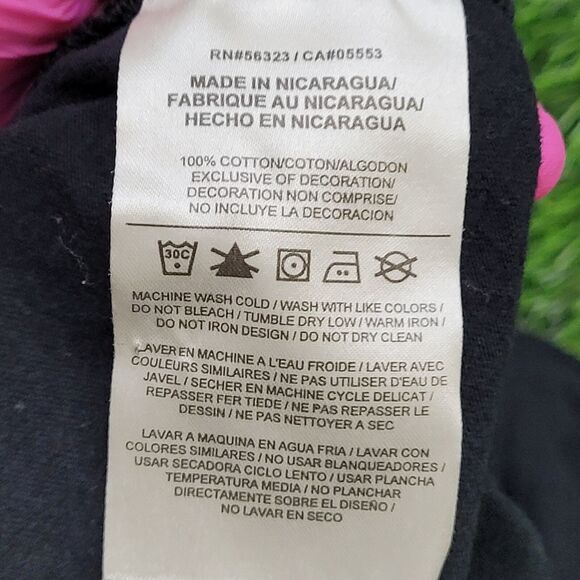 RN#56323 / CA#05553
MADE IN NICARAGUA/
FABRIQUE AU NICARAGUA/
HECHO EN NICARAGUA
100% COTTON/COTON/ALGODON
EXCLUSIVE OF DECORATION/
DECORATION NON COMPRISE/
NO INCLUYE LA DECORACION
30C
MACHINE WASH COLD / WASH WITH LIKE COLORS /
DO NOT BLEACH / TUMBLE DRY LOW / WARM IRON /
DO NOT IRON DESIGN / DO NOT DRY CLEAN
LAVER EN MACHINE A L'EAU FROIDE / LAVER AVEC
COULEURS SIMILAIRES / NE PAS UTILISER D'EAU DE
JAVEL / SECHER EN MACHINE CYCLE DELICAT /
REPASSER FER TIEDE / NE PAS REPASSER LE
DESSIN / NE PAS NETTOYER A SEC
LAVAR A MAQUINA EN AGUA FRIA / LAVAR CON
COLORES SIMILARES / NO USAR BLANQUEADORES /
USAR SECADORA CICLO LENTO / USAR PLANCHA
TEMPERATURA MEDIA / NO PLANCHAR
DIRECTAMENTE SOBRE EL DISEÑO /
NO LAVAR EN SECO